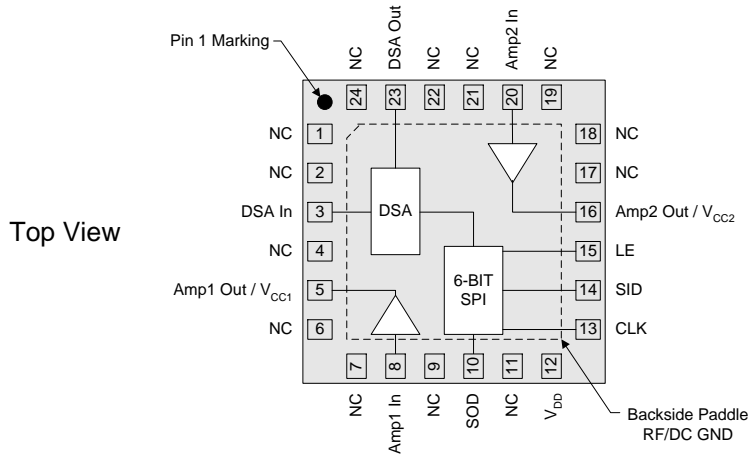 Top View
Pin 1 Marking
NC
DSA Out
NC
NC
Amp2 In
NC
24
23
22
21
20
19
NC 1
NC 2
DSA In 3
NC 4
Amp1 Out / VCC1 5
NC 6
DSA
6-BIT
SPI
18 NC
17 NC
16 Amp2 Out / VCC2
15 LE
14 SID
13 CLK
7
8
9
10
11
12
NC
Amp1 In
NC
SOD
NC
VDD
Backside Paddle
RF/DC GND